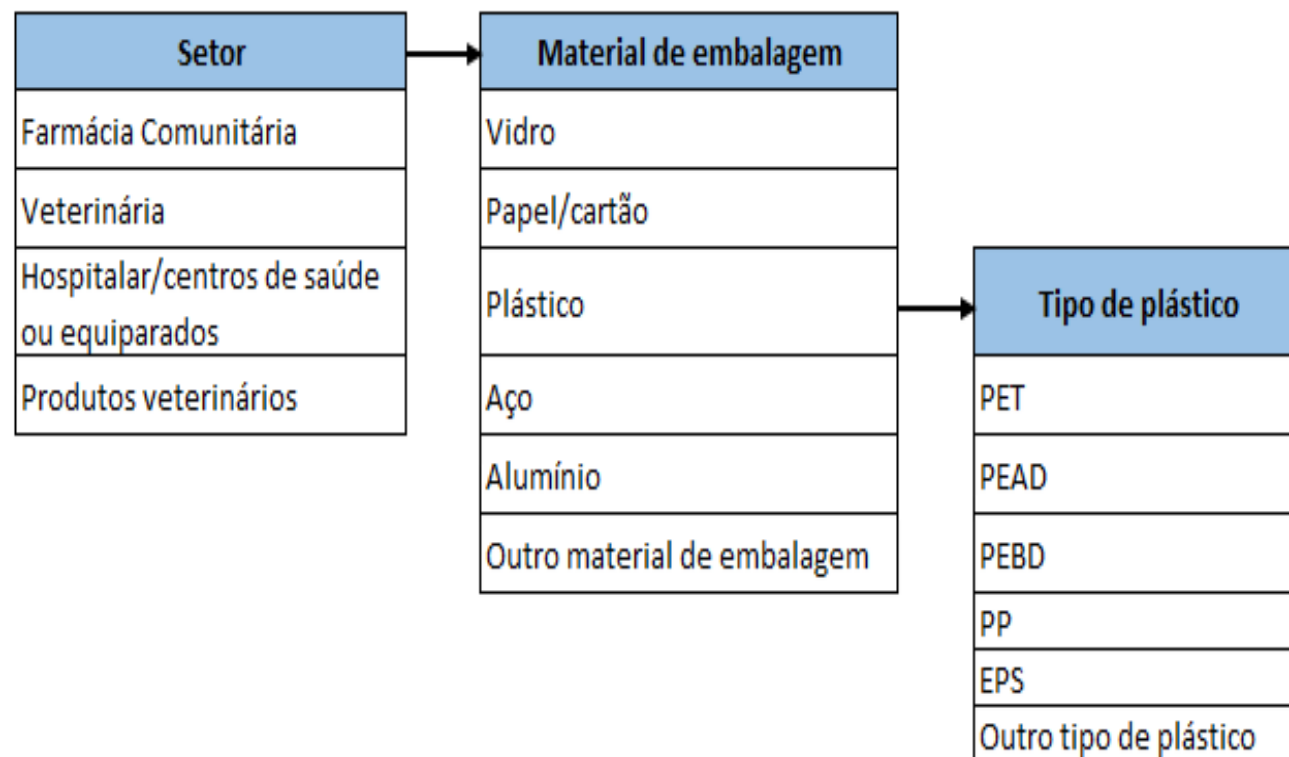 Setor
Farmácia Comunitária
Veterinária
Hospitalar/centros de saúde
ou equiparados
Produtos veterinários
Material de embalagem
Vidro
Papel/cartão
Plástico
Aço
Alumínio
Outro material de embalagem
Tipo de plástico
PET
PEAD
PEBD
PP
EPS
Outro tipo de plástico